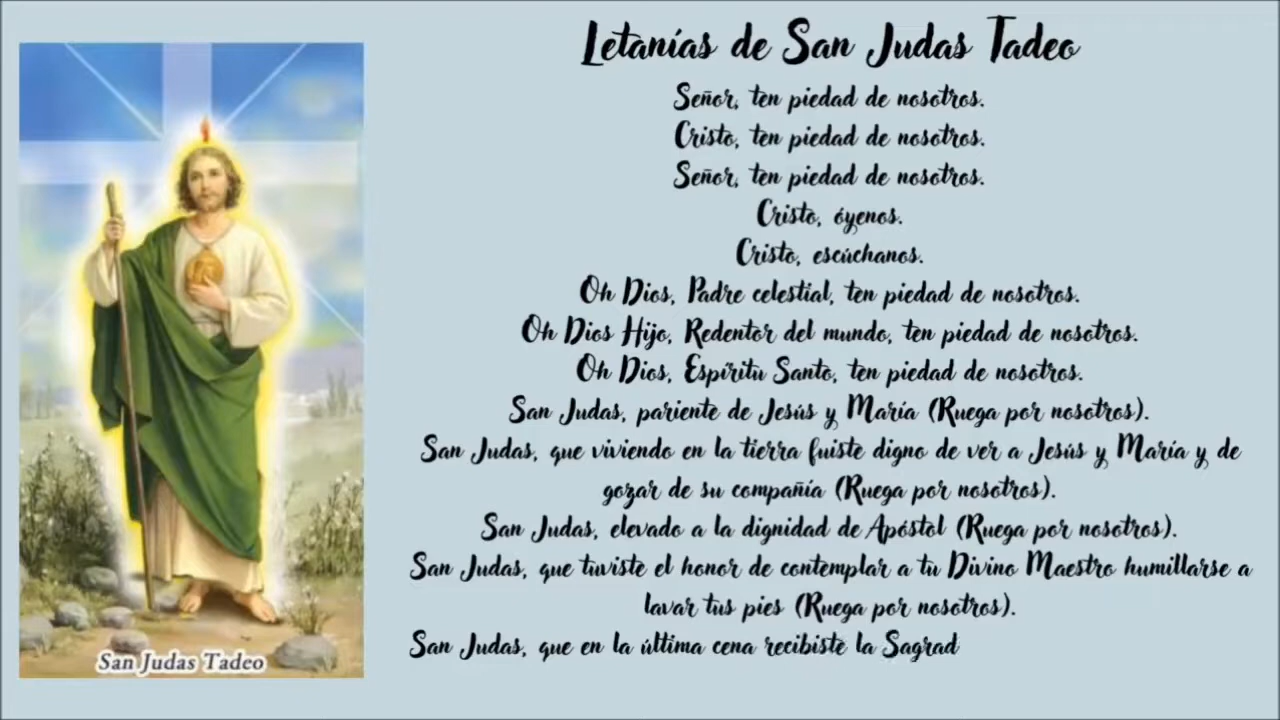 Letanías de San Judas Tadeo
Señor, ten piedad de nosotros.
Cristo, ten piedad de nosotros.
Señor, ten piedad de nosotros.
Cristo, óyenos.
Cristo, escúchanos.
Oh Dios, Padre celestial, ten piedad de nosotros.
Oh Dios Hijo, Redentor del mundo, ten piedad de nosotros.
Oh Dios, Espíritu Santo, ten piedad de nosotros.
San Judas, pariente de Jesús y María (Ruega por nosotros).
San Judas, que viviendo en la tierra fuiste digno de ver a Jesús y María y de
gozar de su compañía (Ruega por nosotros).
San Judas, elevado a la dignidad de Apóstol (Ruega por nosotros).
San Judas, que tuviste el honor de contemplar a tu Divino Maestro humillarse a
lavar tus pies (Ruega por nosotros).
San Judas, que en la última cena recibiste la Sagrad
San Judas Tadeo